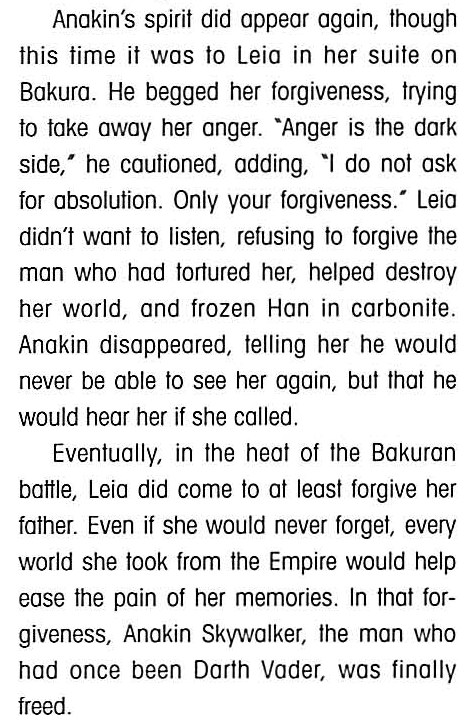 Anakin's spirit did appear again, though
this time it was to Leia in her suite on
Bakura. He begged her forgiveness, trying
to take away her anger. "Anger is the dark
side," he cautioned, adding, "I do not ask
for absolution. Only your forgiveness." Leia
didn't want to listen, refusing to forgive the
man who had tortured her, helped destroy
her world, and frozen Han in carbonite.
Anakin disappeared, telling her he would
never be able to see her again, but that he
would hear her if she called.
Eventually, in the heat of the Bakuran
battle, Leia did come to at least forgive her
father. Even if she would never forget, every
world she took from the Empire would help
ease the pain of her memories. In that for-
giveness, Anakin Skywalker, the man who
had once been Darth Vader, was finally
freed.